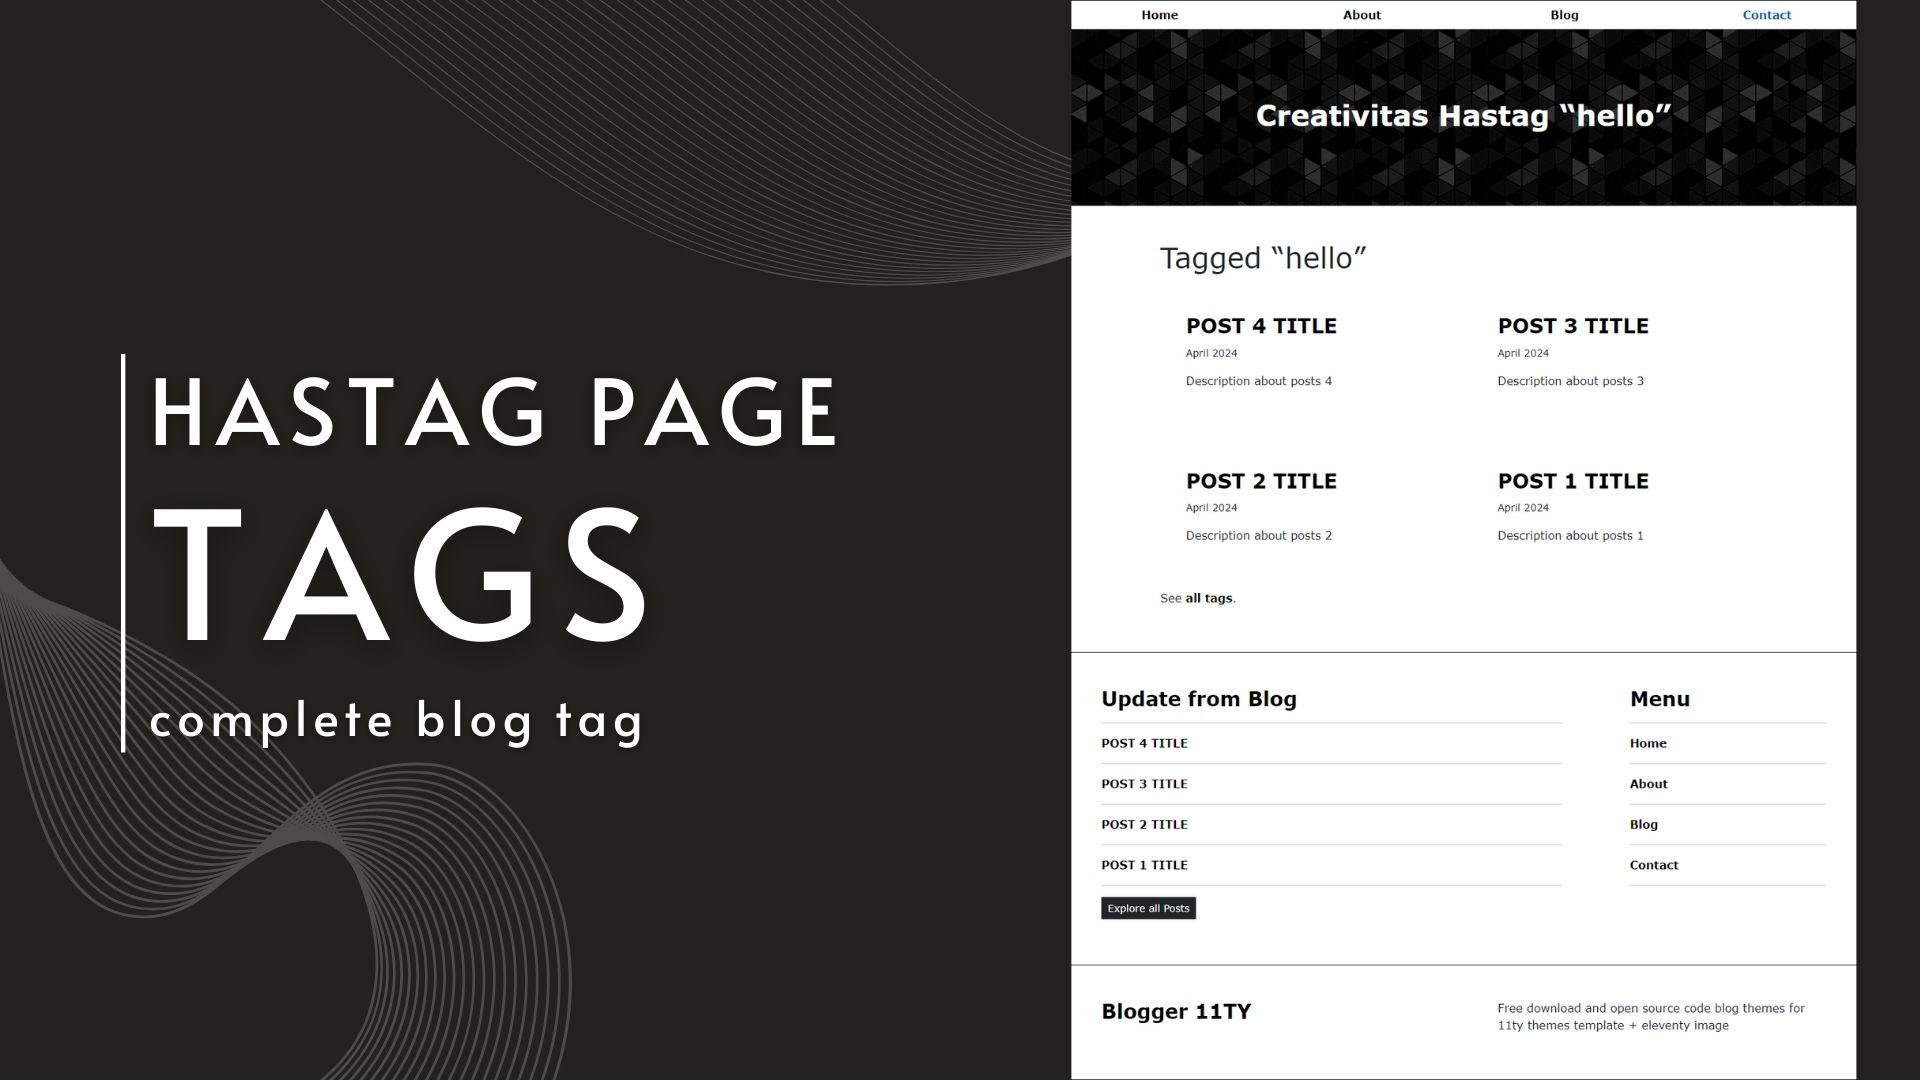 HASTAG PAGE
TAGS
complete blog tag
Home About Blog Contact
Creativitas Hastag “hello”
Tagged “hello”
POST 4 TITLE
April 2024
Description about posts 4
POST 3 TITLE
April 2024
Description about posts 3
POST 2 TITLE
April 2024
Description about posts 2
POST 1 TITLE
April 2024
Description about posts 1
See all tags.
Update from Blog
POST 4 TITLE
POST 3 TITLE
POST 2 TITLE
POST 1 TITLE
Explore all Posts
Menu
Home
About
Blog
Contact
Blogger 11TY
Free download and open source code blog themes for
11ty themes template + eleventy image